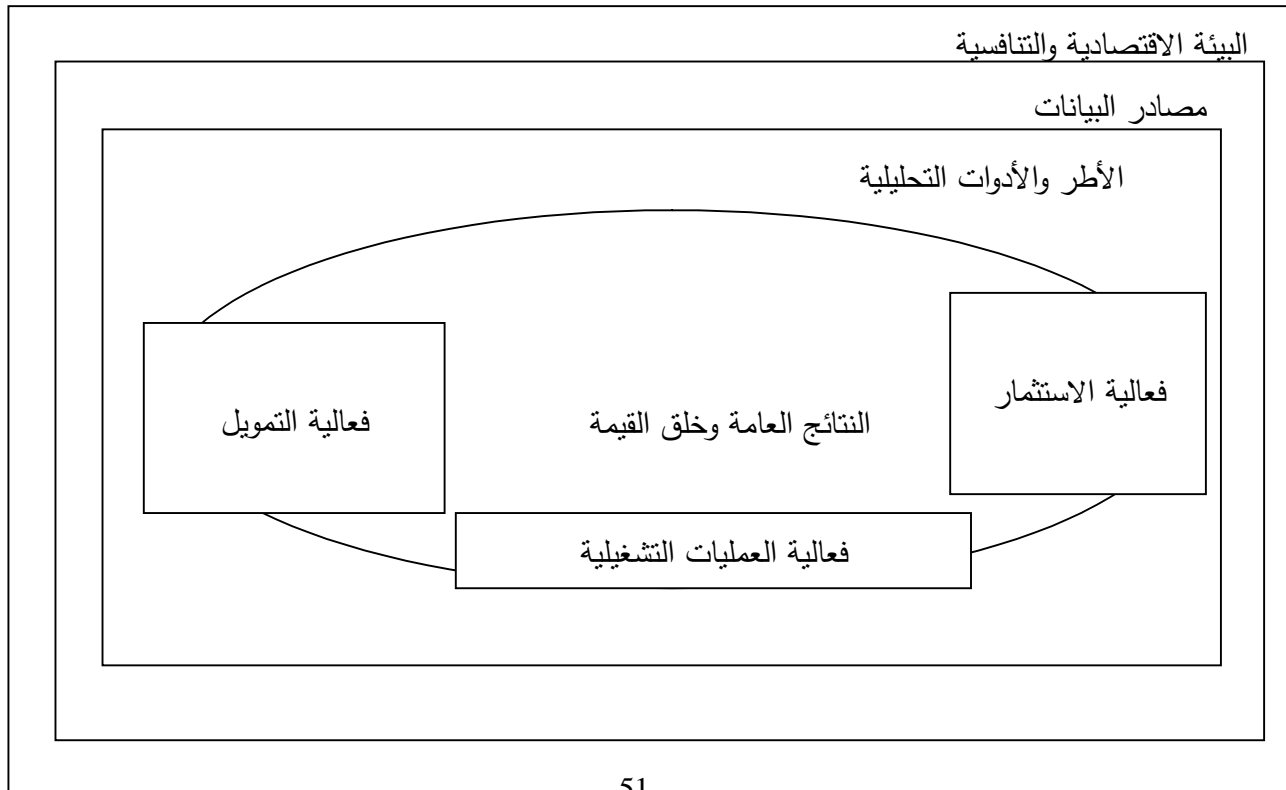 البيئة الاقتصادية والتنافسية
مصادر البيانات
الأطر والأدوات التحليلية
فعالية الاستثمار
النتائج العامة وخلق القيمة
فعالية التمويل
فعالية العمليات التشغيلية
51